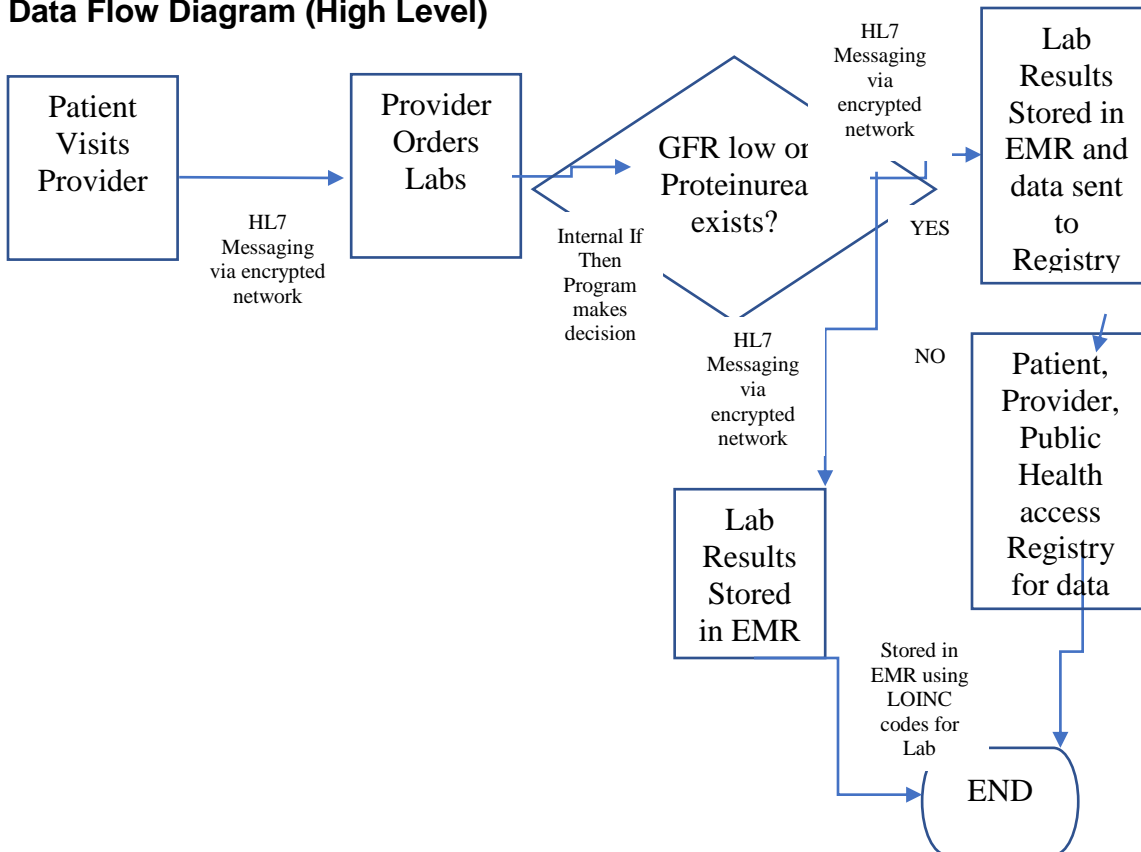 Data Flow Diagram (High Level)
Patient
Visits
Provider
HL7
Messaging
via encrypted
network
Provider
Orders
Labs
Internal If
Then
Program
makes
decision
GFR low or
Proteinurea
exists?
HL7
Messaging
via
encrypted
network
YES
Lab
Results
Stored in
EMR and
data sent
to
Registry
HL7
Messaging
via
encrypted
network
NO
Patient,
Provider,
Public
Health
access
Registry
for data
Lab
Results
Stored
in EMR
Stored in
EMR using
LOINC
codes for
Lab
END